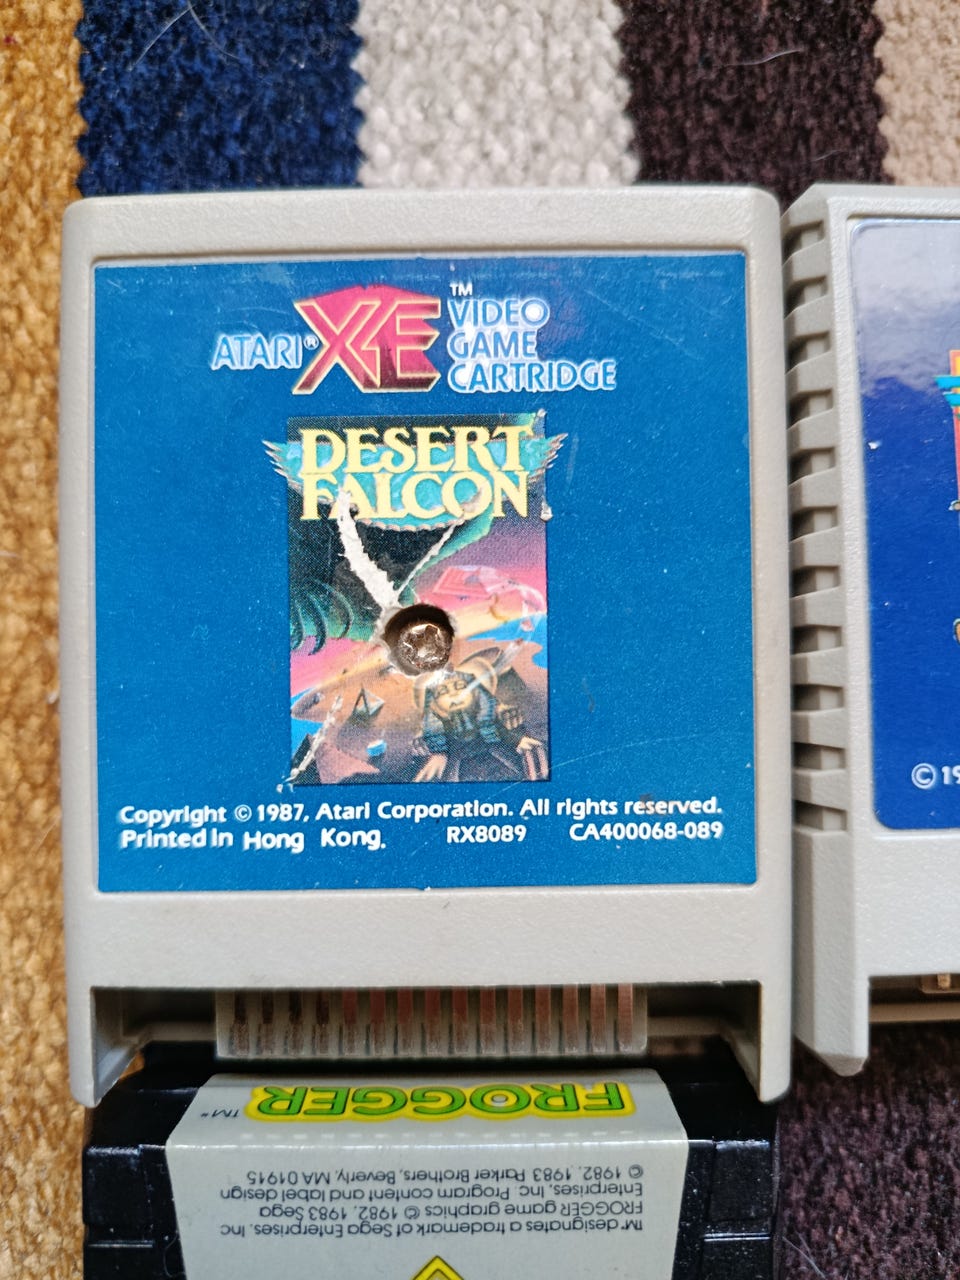 ATARI® XE™ VIDEO
GAME
CARTRIDGE
DESERT
FALCON
Copyright © 1987, Atari Corporation. All rights reserved.
Printed in Hong Kong. RX8089 CA400068-089
© 19
FROGGER
TM*
© 1982, 1983 Parker Brothers, Beverly, MA 01915
Enterprises, Inc. Program content and label design
FROGGER game graphics © 1982, 1983 Sega
TM* designates a trademark of Sega Enterprises, Inc